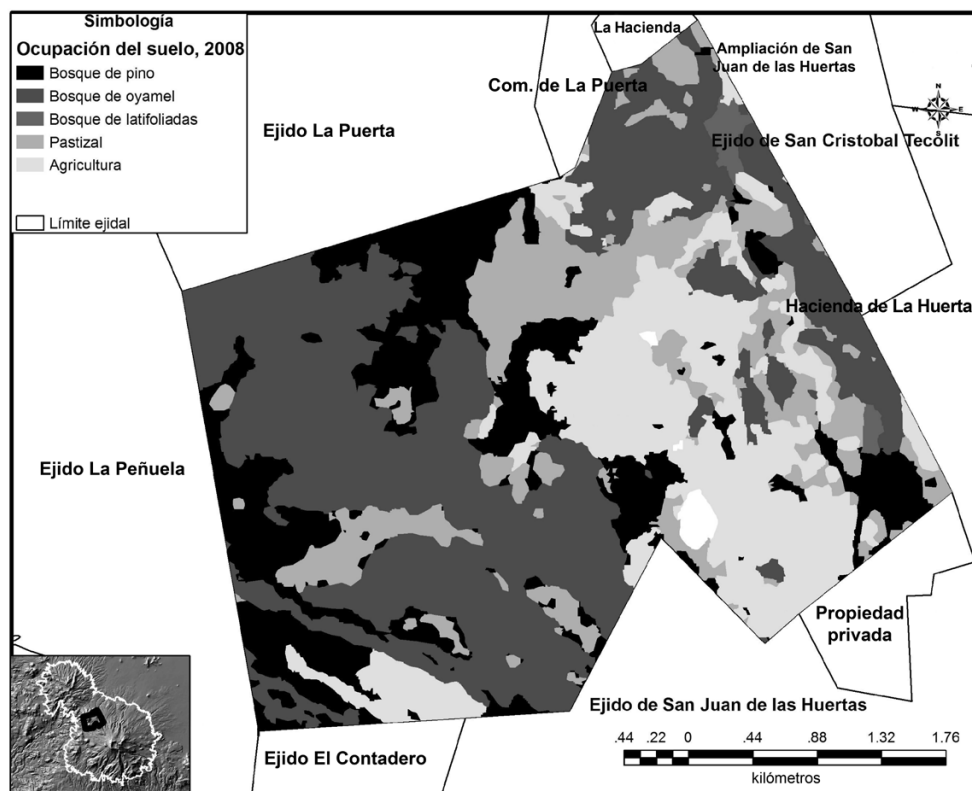 Simbología
Ocupación del suelo, 2008
Bosque de pino
Bosque de oyamel
Bosque de latifoliadas
Pastizal
Agricultura
Límite ejidal
La Hacienda
Ampliación de San
Juan de las Huertas
Com. de La Puerta
Ejido La Puerta
Ejido de San Cristobal Tecòlit
N
W
E
S
Hacienda de La Huerta
Ejido La Peñuela
Propiedad
privada
Ejido de San Juan de las Huertas
Ejido El Contadero
.44 .22 0 .44 .88 1.32 1.76
kilómetros